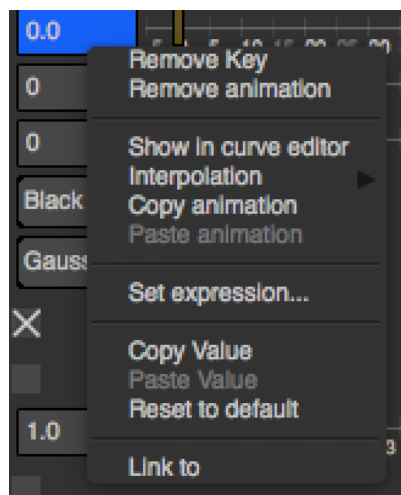 0.0
Remove Key
Remove animation
0
0
Show in curve editor
Interpolation
Black
Copy animation
Paste animation
Set expression...
Copy Value
Paste Value
Reset to default
1.0
Link to